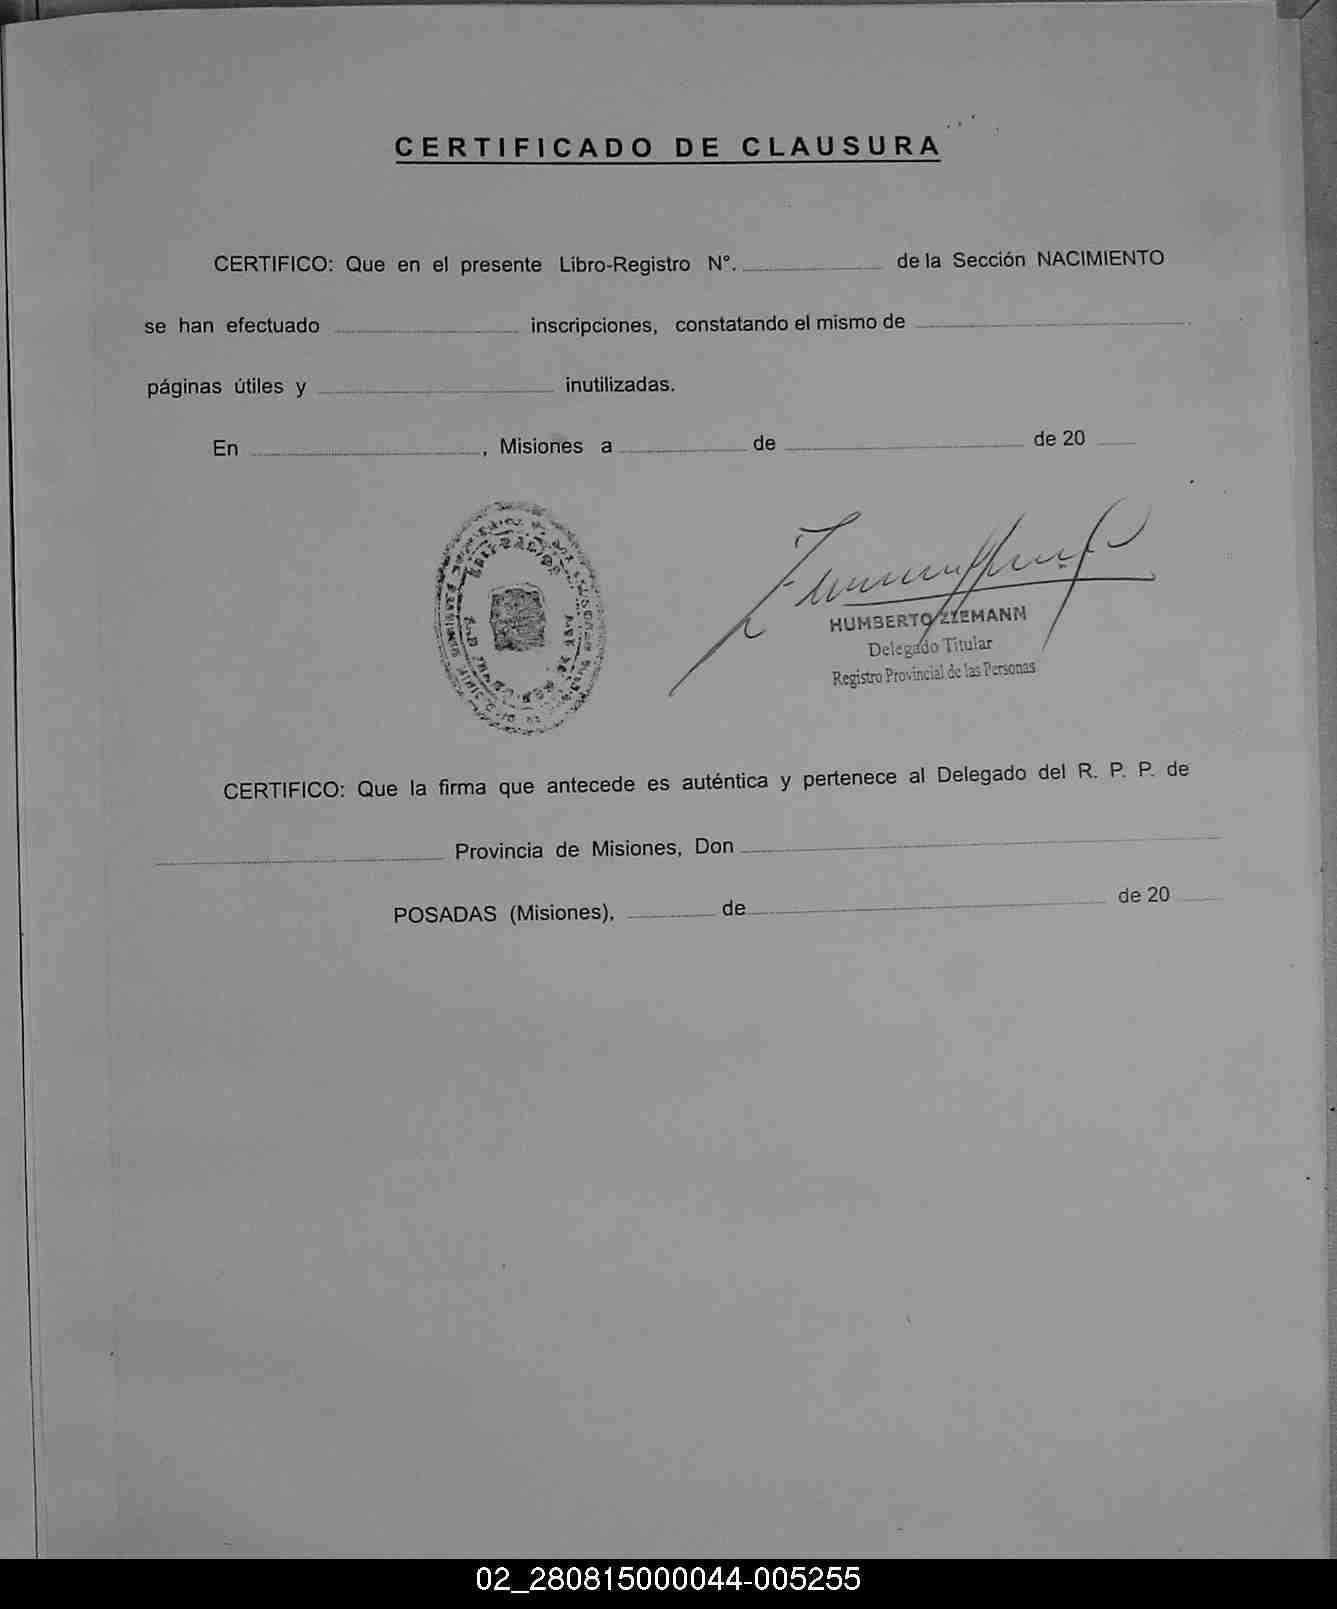 CERTIFICADO DE CLAUSURA
CERTIFICO: Que en el presente Libro-Registro N°. de la Sección NACIMIENTO
se han efectuado inscripciones, constatando el mismo de
páginas útiles y inutilizadas.
En , Misiones a de de 20
HUMBERTO ZIEMANN
Delegado Titular
Registro Provincial de las Personas
CERTIFICO: Que la firma que antecede es auténtica y pertenece al Delegado del R. P. P. de
Provincia de Misiones, Don
POSADAS (Misiones), de de 20
02_280815000044-005255